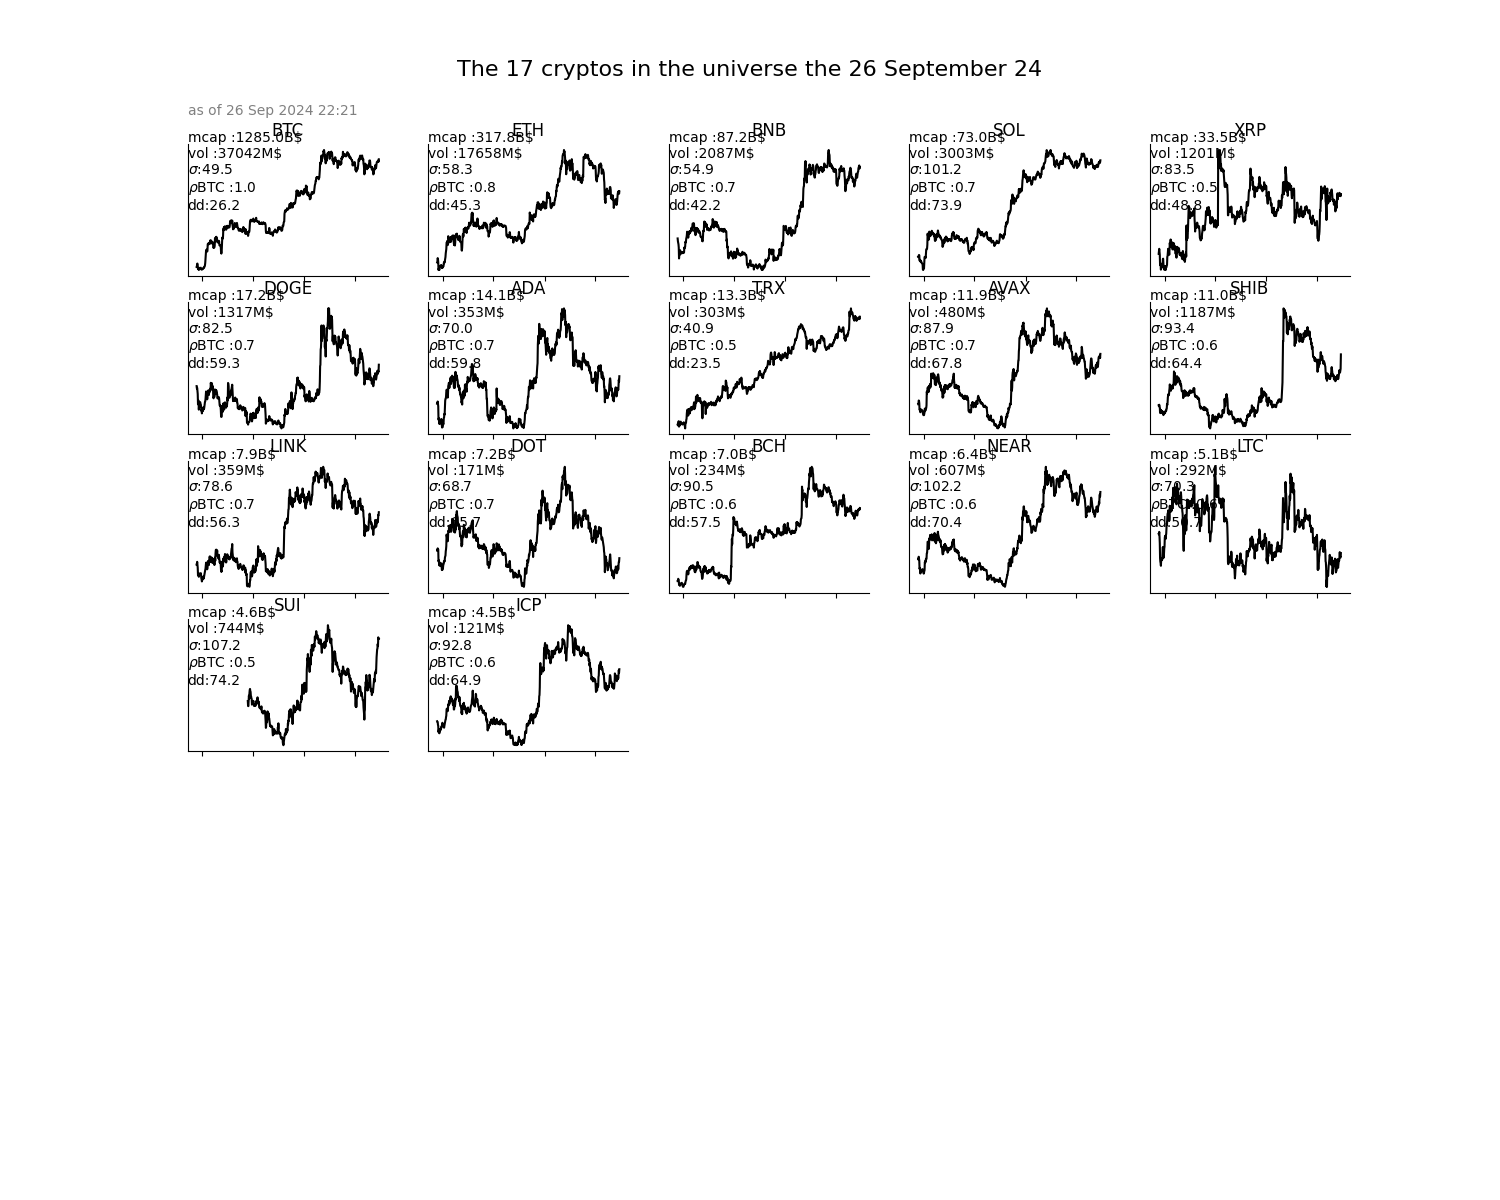 The 17 cryptos in the universe the 26 September 24
as of 26 Sep 2024 22:21
BTC
mcap :1285.0B$
vol :37042M$
σ:49.5
ρBTC :1.0
dd:26.2
ETH
mcap :317.8B$
vol :17658M$
σ:58.3
ρBTC :0.8
dd:45.3
BNB
mcap :87.2B$
vol :2087M$
σ:54.9
ρBTC :0.7
dd:42.2
SOL
mcap :73.0B$
vol :3003M$
σ:101.2
ρBTC :0.7
dd:73.9
XRP
mcap :33.5B$
vol :1201M$
σ:83.5
ρBTC :0.5
dd:48.8
DOGE
mcap :17.2B$
vol :1317M$
σ:82.5
ρBTC :0.7
dd:59.3
ADA
mcap :14.1B$
vol :353M$
σ:70.0
ρBTC :0.7
dd:59.8
TRX
mcap :13.3B$
vol :303M$
σ:40.9
ρBTC :0.5
dd:23.5
AVAX
mcap :11.9B$
vol :480M$
σ:87.9
ρBTC :0.7
dd:67.8
SHIB
mcap :11.0B$
vol :1187M$
σ:93.4
ρBTC :0.6
dd:64.4
LINK
mcap :7.9B$
vol :359M$
σ:78.6
ρBTC :0.7
dd:56.3
DOT
mcap :7.2B$
vol :171M$
σ:68.7
ρBTC :0.7
BCH
mcap :7.0B$
vol :234M$
σ:90.5
ρBTC :0.6
dd:57.5
NEAR
mcap :6.4B$
vol :607M$
σ:102.2
ρBTC :0.6
dd:70.4
LTC
mcap :5.1B$
vol :292M$
σ:70.3
ρBTC :0.6
SUI
mcap :4.6B$
vol :744M$
σ:107.2
ρBTC :0.5
dd:74.2
ICP
mcap :4.5B$
vol :121M$
σ:92.8
ρBTC :0.6
dd:64.9